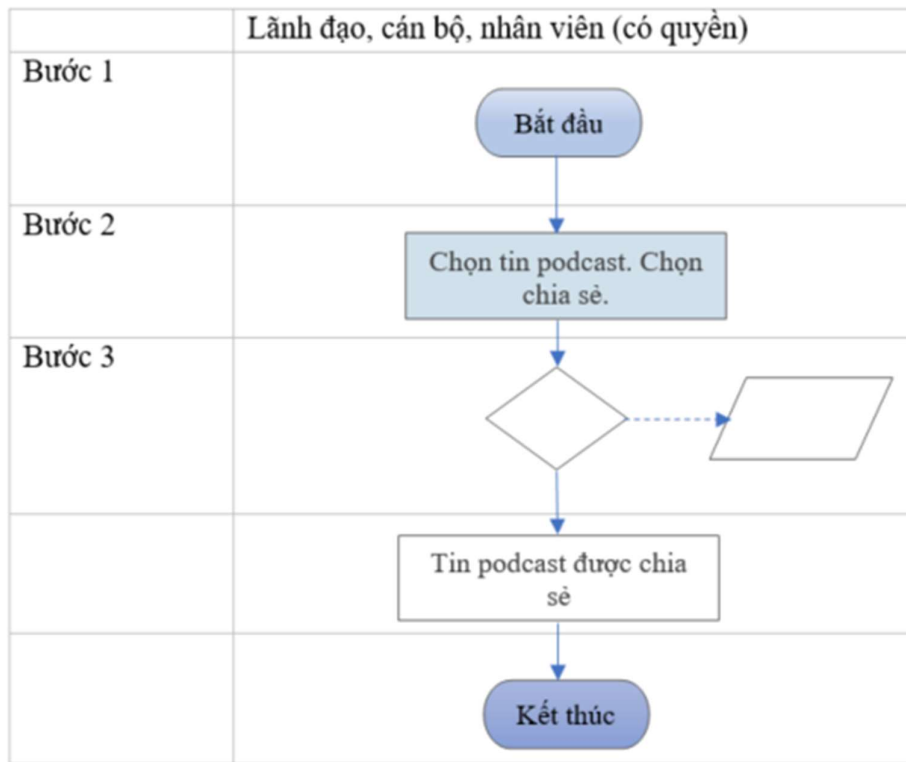 Lãnh đạo, cán bộ, nhân viên (có quyền)
Bước 1
Bắt đầu
Bước 2
Chọn tin podcast. Chọn
chia sẻ.
Bước 3
Tin podcast được chia
sẻ
Kết thúc